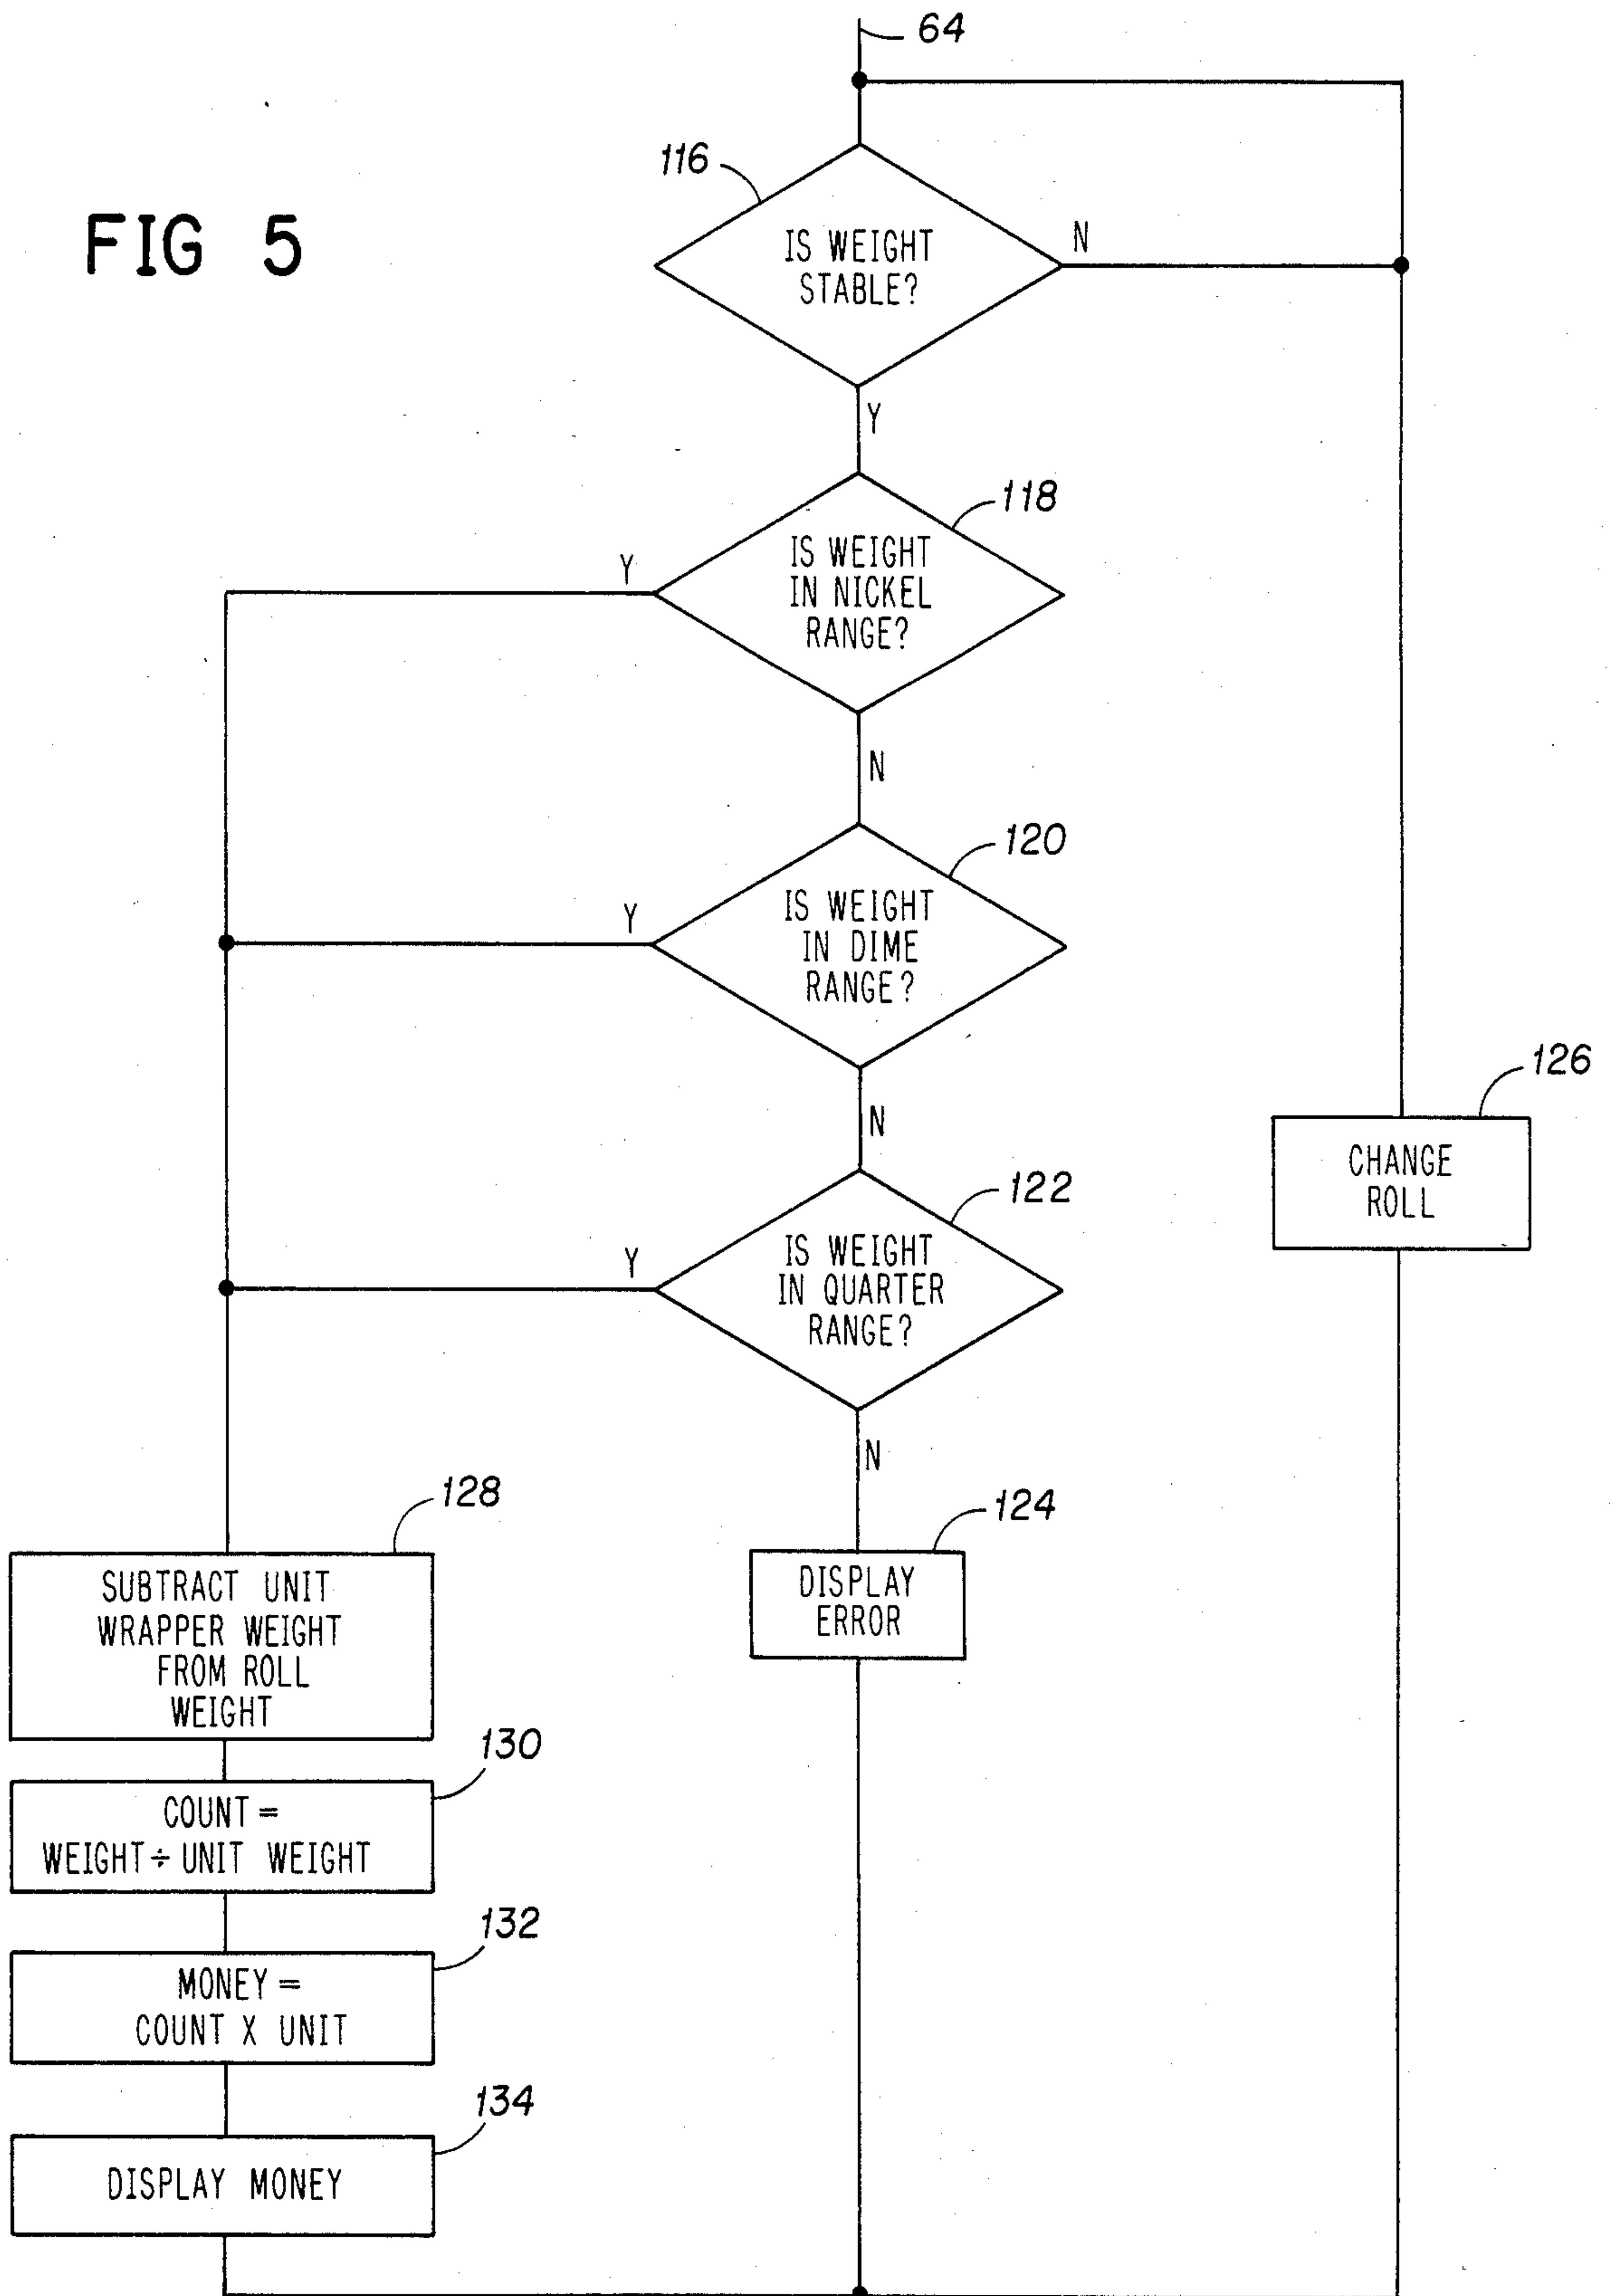 64
116
FIG 5
IS WEIGHT
STABLE?
N
Y
118
IS WEIGHT
IN NICKEL
RANGE?
Y
N
120
IS WEIGHT
IN DIME
RANGE?
Y
N
126
CHANGE
ROLL
122
IS WEIGHT
IN QUARTER
RANGE?
Y
N
128
SUBTRACT UNIT
WRAPPER WEIGHT
FROM ROLL
WEIGHT
124
DISPLAY
ERROR
130
COUNT =
WEIGHT ÷ UNIT WEIGHT
132
MONEY =
COUNT X UNIT
134
DISPLAY MONEY